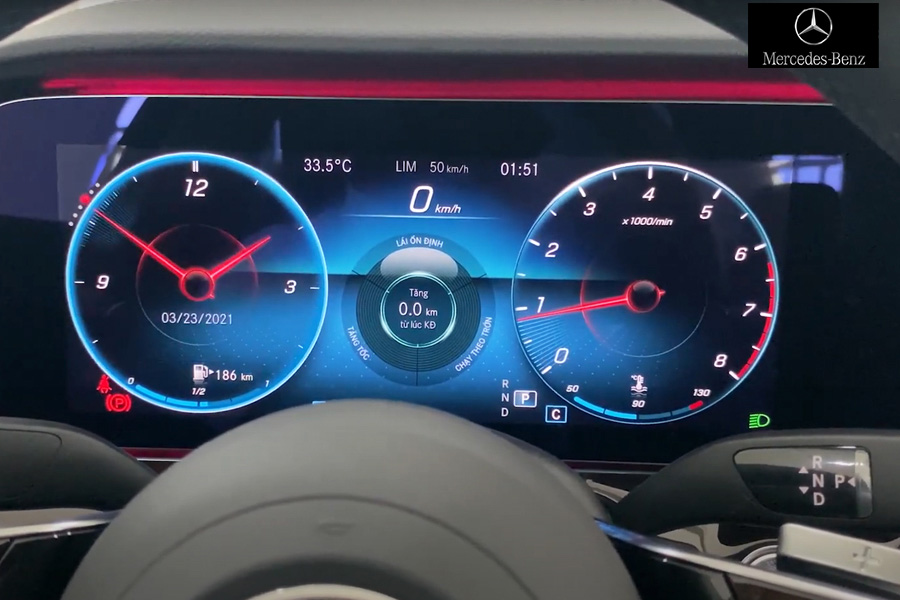 Mercedes-Benz
33.5°C LIM 50 km/h 01:51
0 km/h
12
3
9
03/23/2021
186 km
0 1/2 1
LÁI ỔN ĐỊNH
Tăng
0.0 km
từ lúc KĐ
TĂNG TỐC
CHẠY THEO TRỚN
0
1
2
3
4
5
6
7
8
x1000/min
50 90 130
R
N
D
P
C
P
R
N
D
P